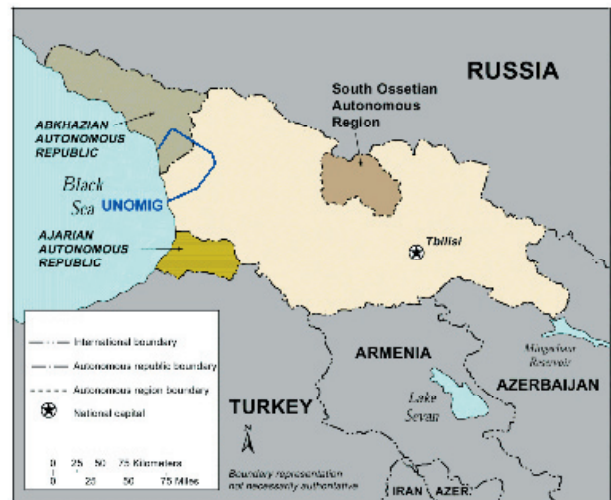 RUSSIA
South Ossetian
Autonomous
Region
ABKHAZIAN
AUTONOMOUS
REPUBLIC
Black
Sea
UNOMIG
AJARIAN
AUTONOMOUS
REPUBLIC
Tbilisi
International boundary
Autonomous republic boundary
Autonomous region boundary
National capital
0 25 50 75 Kilometers
0 25 50 75 Miles
TURKEY
N
Boundary representation
not necessarily authoritative
ARMENIA
Lake
Sevan
Mingechaur
Reservoir
AZERBAIJAN
IRAN
AZER.